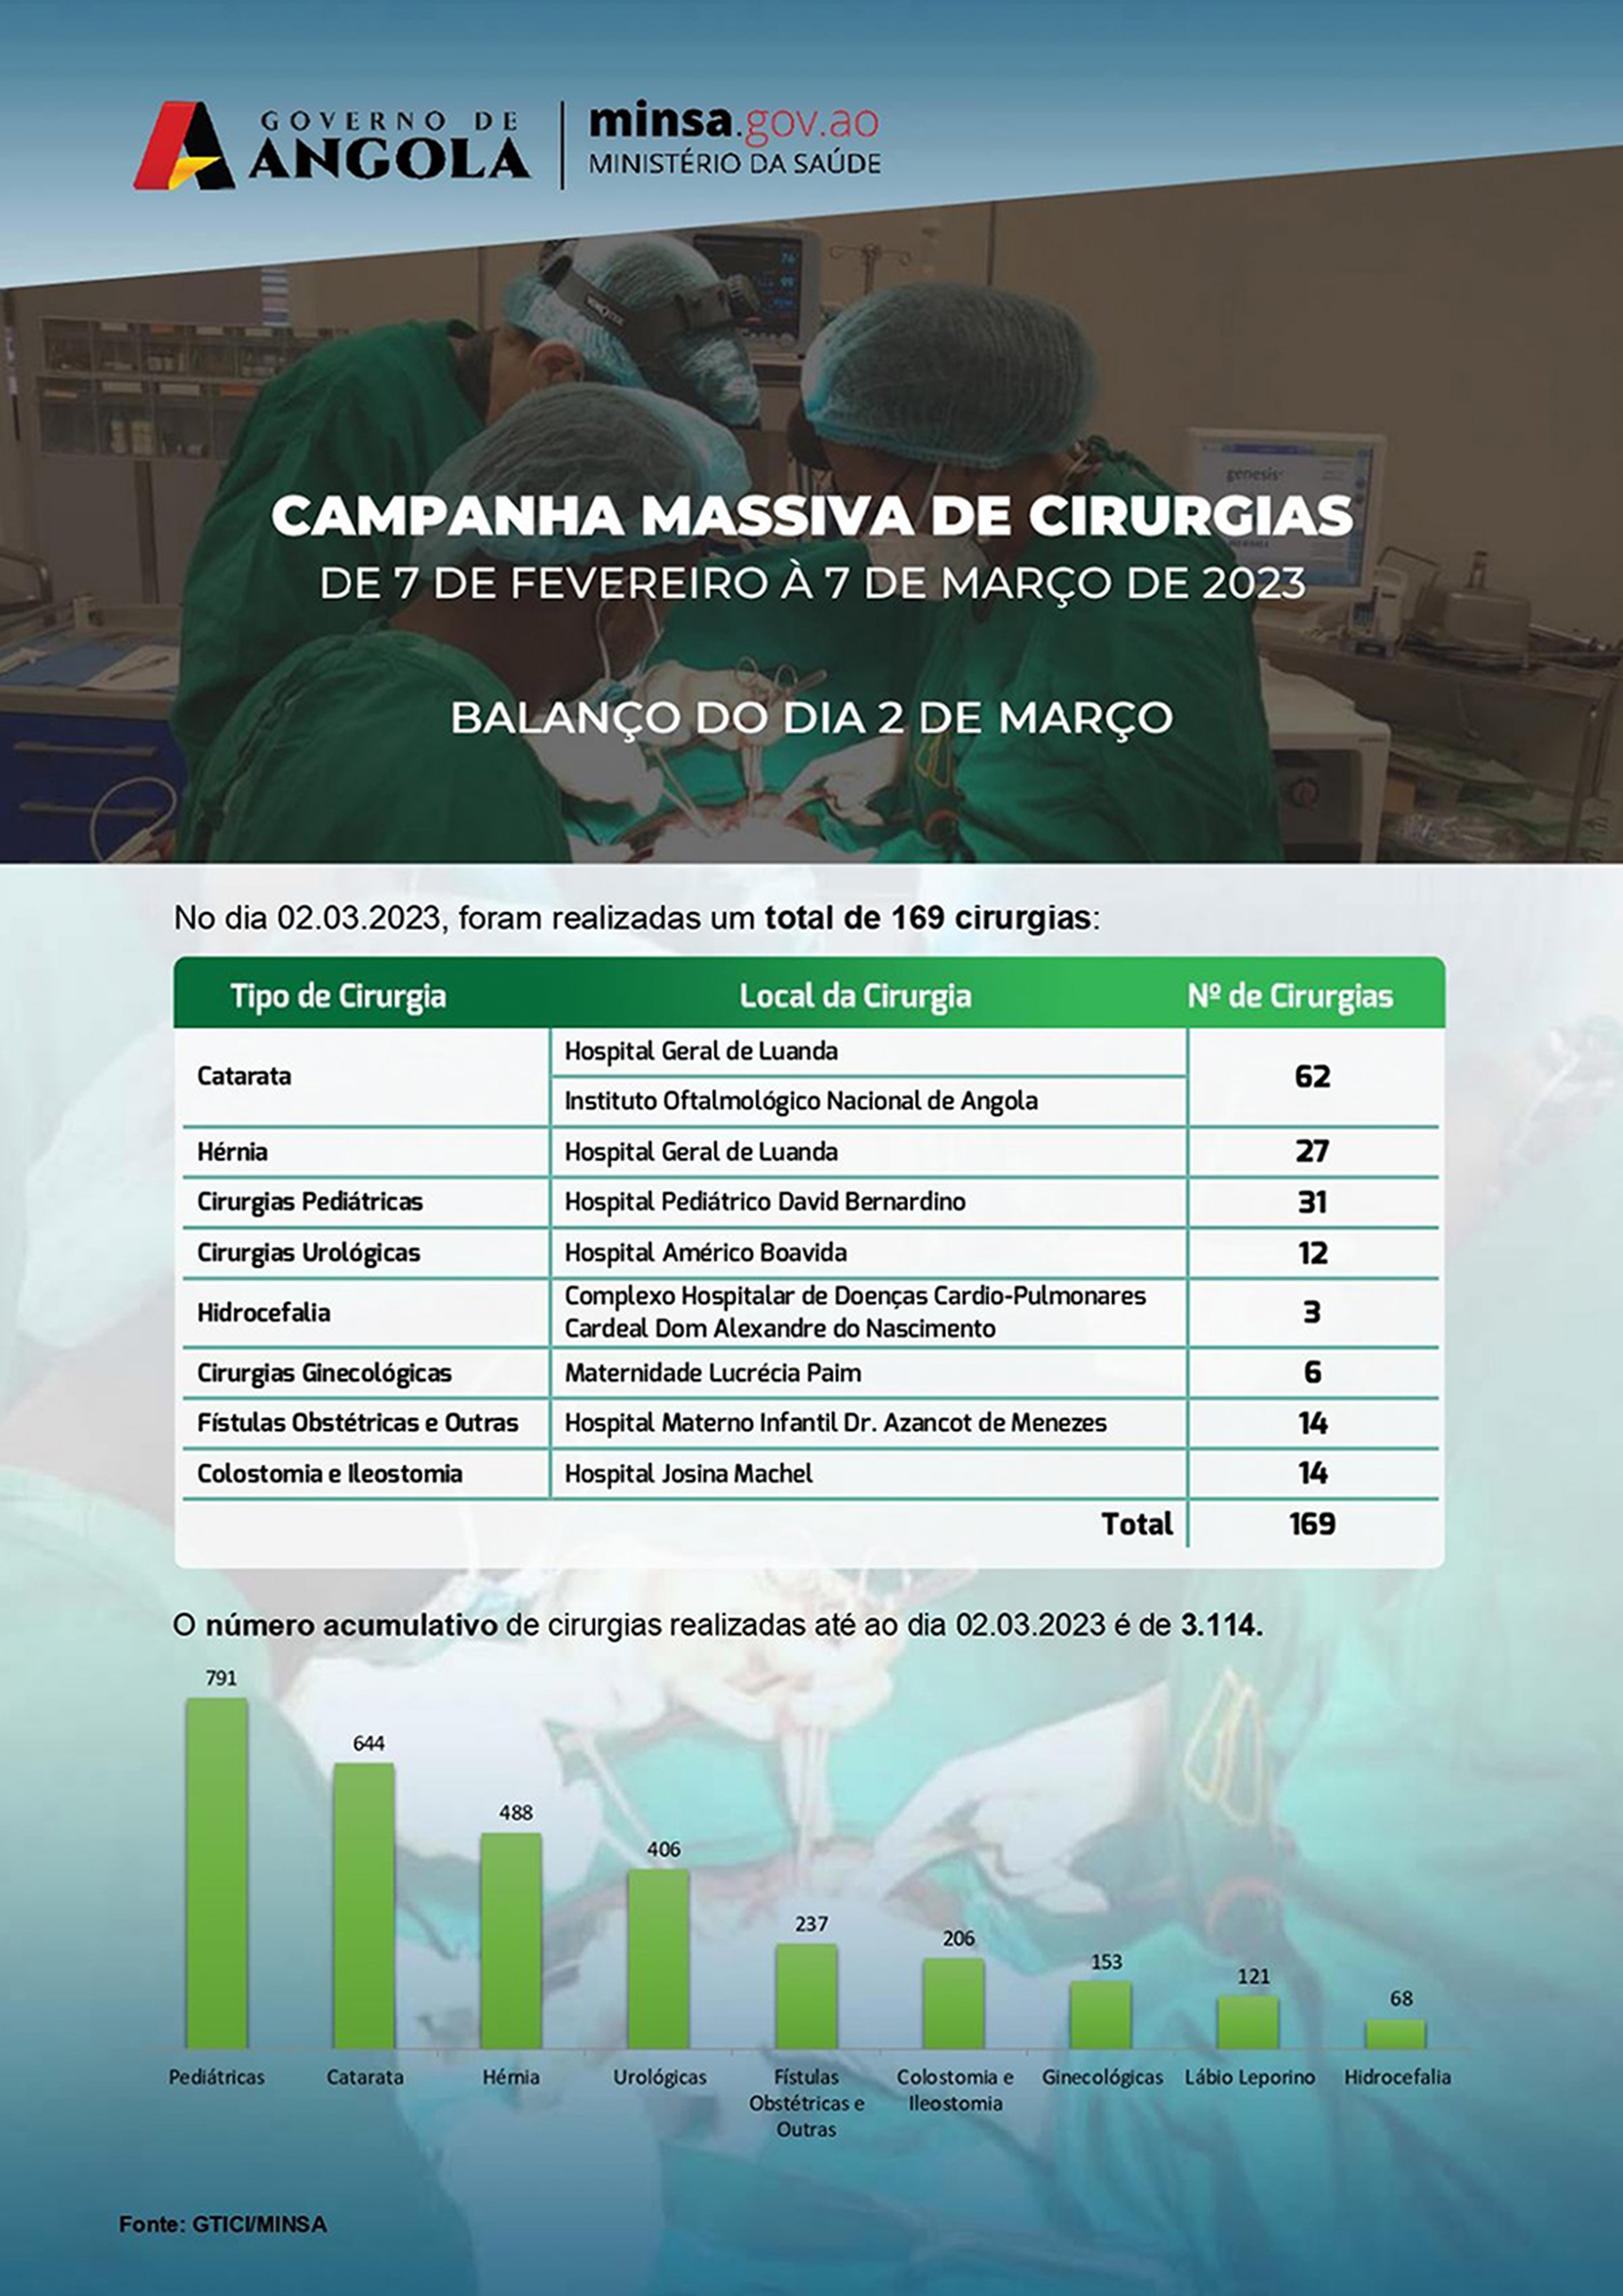 GOVERNO DE
ANGOLA
minsa.gov.ao
MINISTÉRIO DA SAÚDE
genesis
CAMPANHA MASSIVA DE CIRURGIAS
DE 7 DE FEVEREIRO À 7 DE MARÇO DE 2023
BALANÇO DO DIA 2 DE MARÇO
No dia 02.03.2023, foram realizadas um total de 169 cirurgias:
Tipo de Cirurgia Local da Cirurgia Nº de Cirurgias
Catarata Hospital Geral de Luanda 62
Instituto Oftalmológico Nacional de Angola
Hérnia Hospital Geral de Luanda 27
Cirurgias Pediátricas Hospital Pediátrico David Bernardino 31
Cirurgias Urológicas Hospital Américo Boavida 12
Hidrocefalia Complexo Hospitalar de Doenças Cardio-Pulmonares 3
Cardeal Dom Alexandre do Nascimento
Cirurgias Ginecológicas Maternidade Lucrécia Paim 6
Fístulas Obstétricas e Outras Hospital Materno Infantil Dr. Azancot de Menezes 14
Colostomia e Ileostomia Hospital Josina Machel 14
Total 169
O número acumulativo de cirurgias realizadas até ao dia 02.03.2023 é de 3.114.
791
644
488
406
237
206
153
121
68
Pediátricas Catarata Hérnia Urológicas Fístulas Colostomia e Ginecológicas Lábio Leporino Hidrocefalia
Obstétricas e Ileostomia
Outras
Fonte: GTICI/MINSA